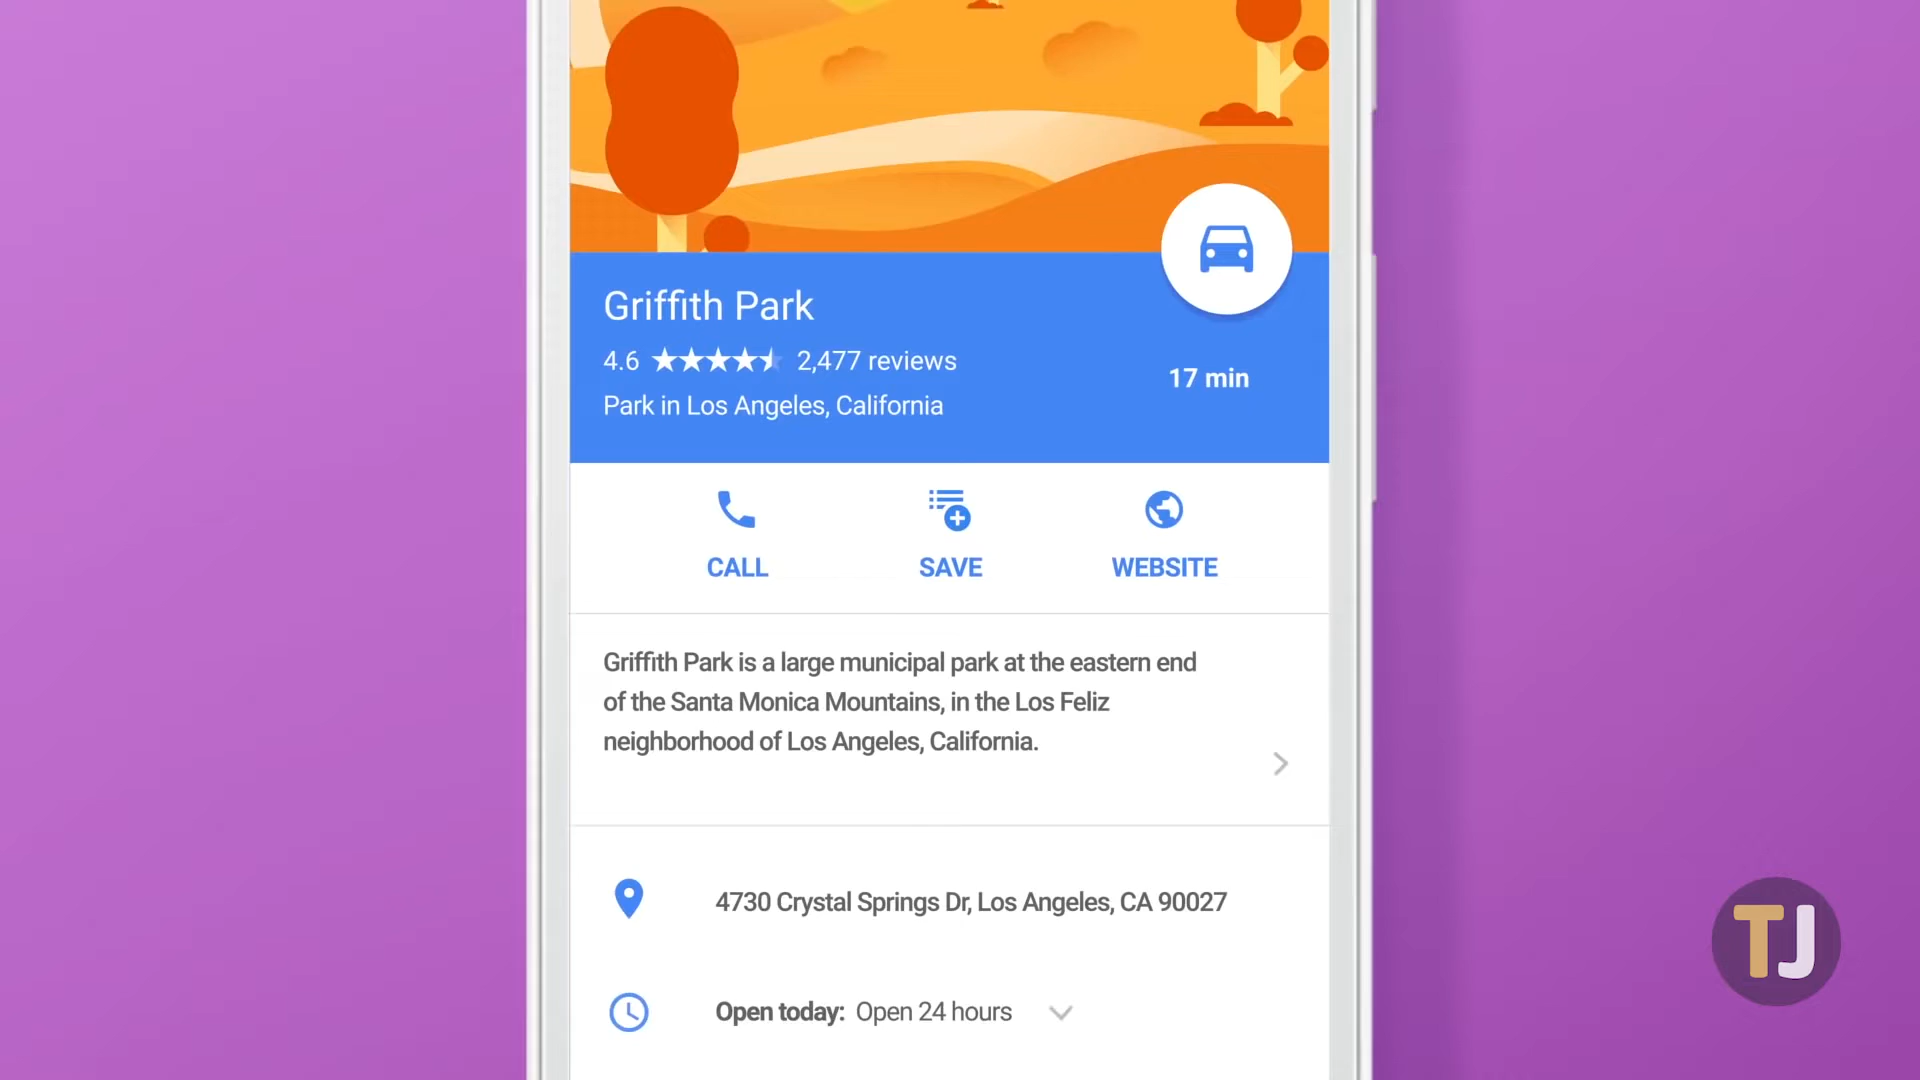 Griffith Park
4.6 2,477 reviews
17 min
Park in Los Angeles, California
CALL
SAVE
WEBSITE
Griffith Park is a large municipal park at the eastern end
of the Santa Monica Mountains, in the Los Feliz
neighborhood of Los Angeles, California.
4730 Crystal Springs Dr, Los Angeles, CA 90027
Open today: Open 24 hours
TJ